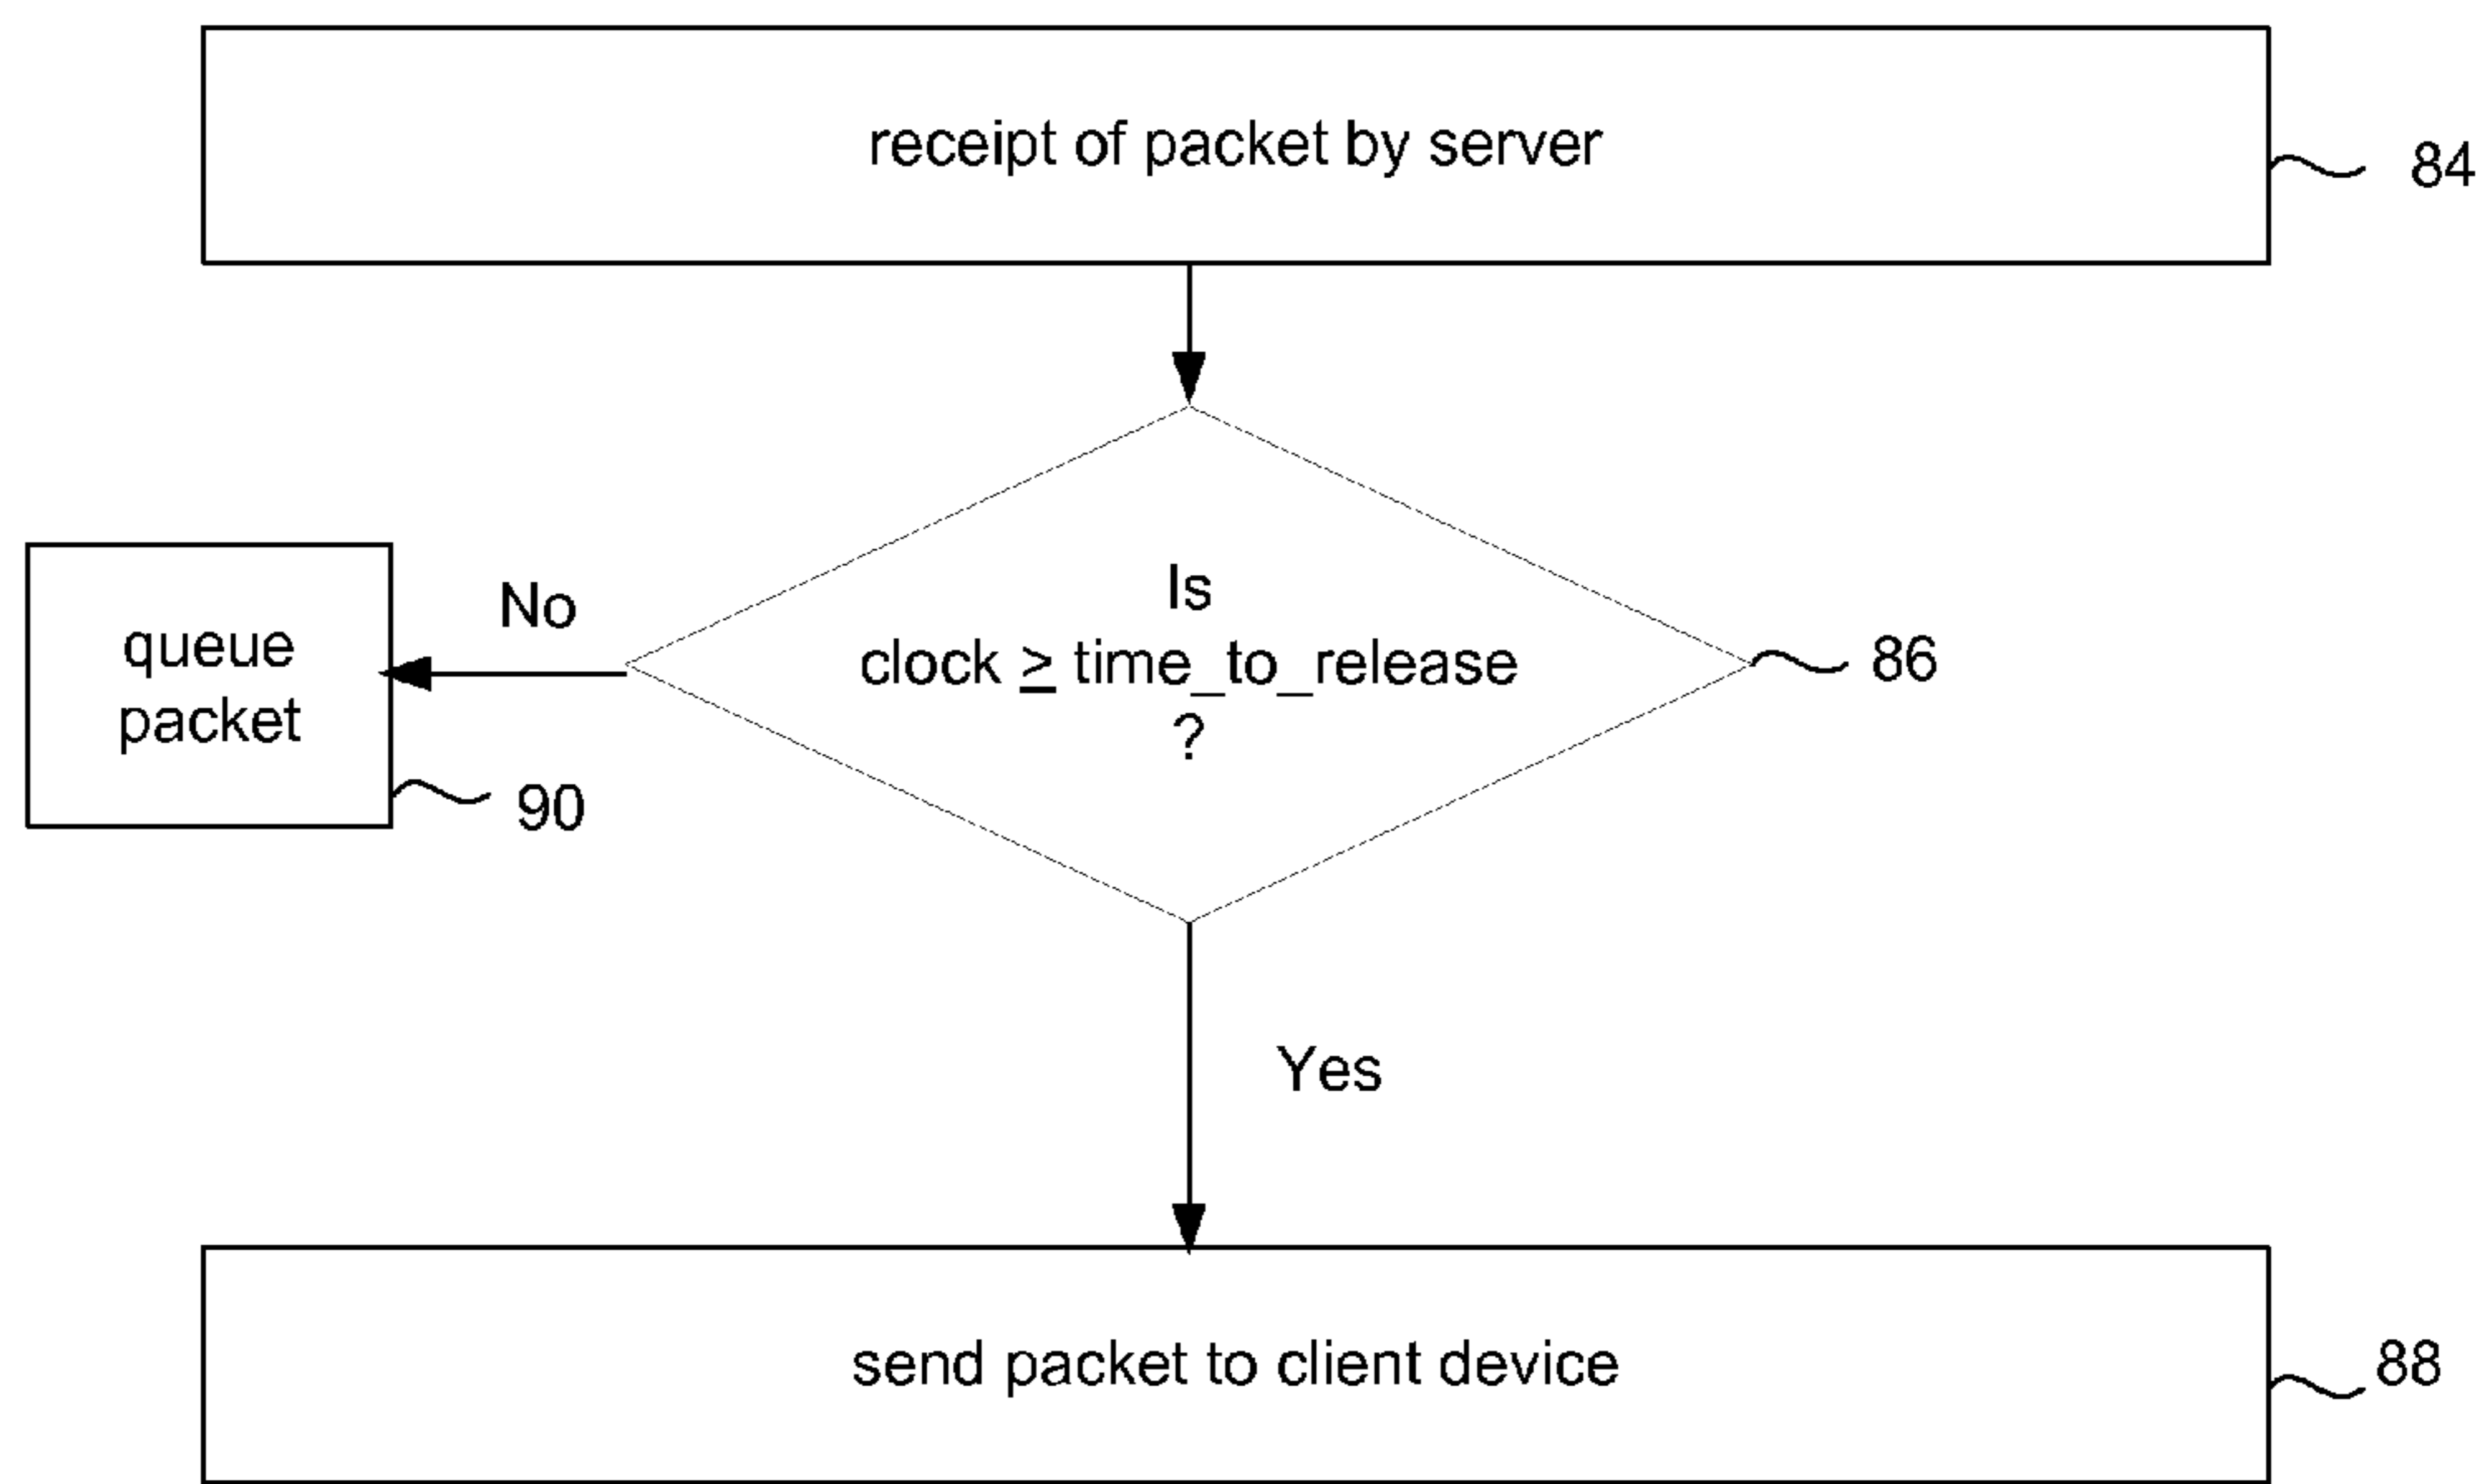 receipt of packet by server
84
Is
No
clock ≥ time_to_release
86
queue
packet
?
90
Yes
send packet to client device
88